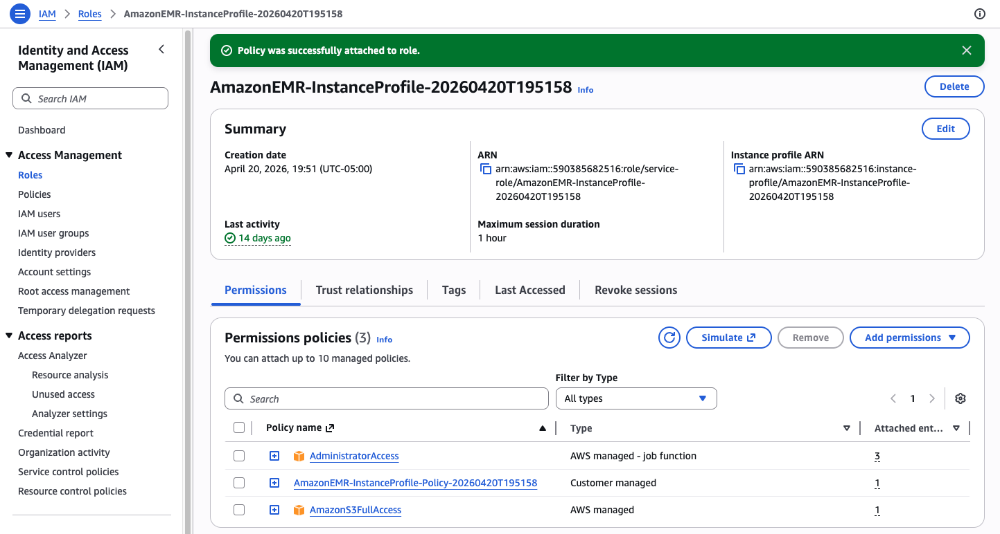 IAM > Roles > AmazonEMR-InstanceProfile-20260420T195158
Identity and Access
Management (IAM)
Search IAM
Dashboard
Access Management
Roles
Policies
IAM users
IAM user groups
Identity providers
Account settings
Root access management
Temporary delegation requests
Access reports
Access Analyzer
Resource analysis
Unused access
Analyzer settings
Credential report
Organization activity
Service control policies
Resource control policies
Policy was successfully attached to role.
AmazonEMR-InstanceProfile-20260420T195158 Info
Delete
Summary
Edit
Creation date
April 20, 2026, 19:51 (UTC-05:00)
ARN
arn:aws:iam::590385682516:role/service-
role/AmazonEMR-InstanceProfile-
20260420T195158
Instance profile ARN
arn:aws:iam::590385682516:instance-
profile/AmazonEMR-InstanceProfile-
20260420T195158
Last activity
14 days ago
Maximum session duration
1 hour
Permissions Trust relationships Tags Last Accessed Revoke sessions
Permissions policies (3) Info
Simulate Remove Add permissions
You can attach up to 10 managed policies.
Filter by Type
Search All types 1
Policy name Type Attached ent...
AdministratorAccess AWS managed - job function 3
AmazonEMR-InstanceProfile-Policy-20260420T195158 Customer managed 1
AmazonS3FullAccess AWS managed 1